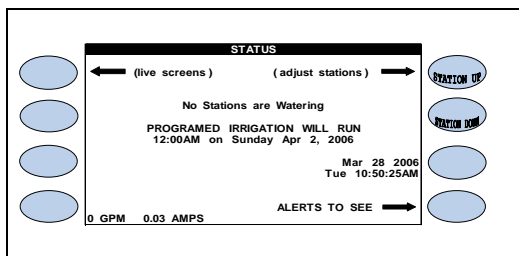 STATUS
(live screens) (adjust stations)
STATION UP
No Stations are Watering
STATION DOWN
PROGRAMED IRRIGATION WILL RUN
12:00AM on Sunday Apr 2, 2006
Mar 28 2006
Tue 10:50:25AM
ALERTS TO SEE
0 GPM 0.03 AMPS